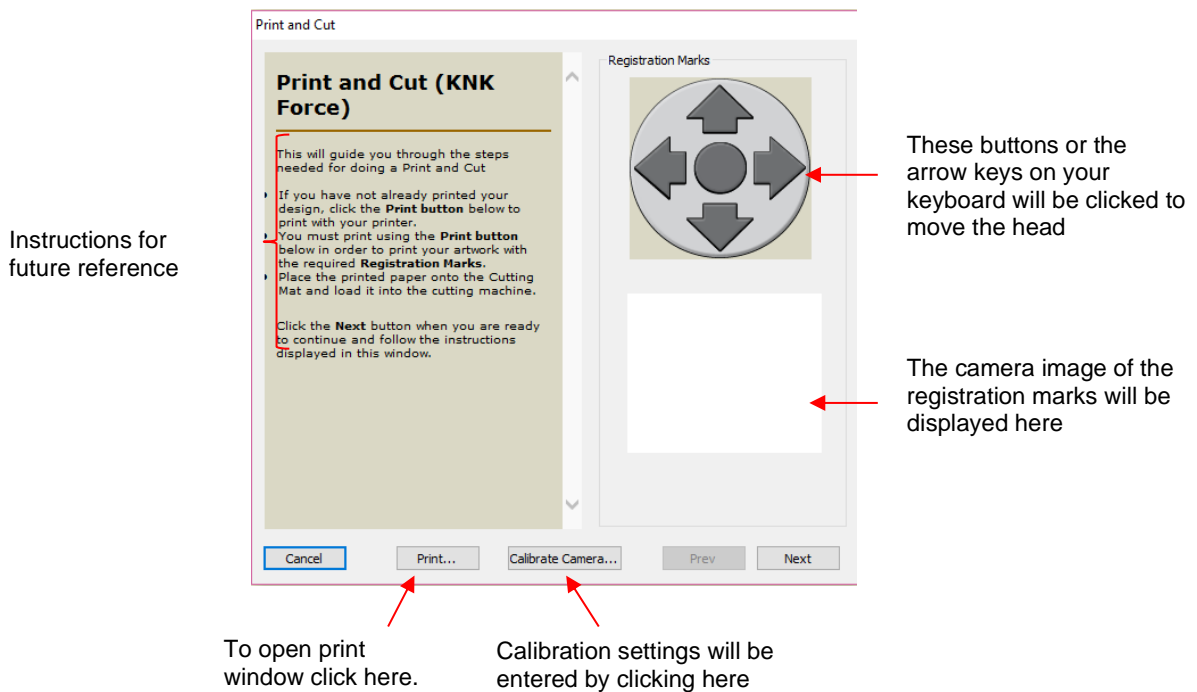 Print and Cut
Print and Cut (KNK
Force)
This will guide you through the steps
needed for doing a Print and Cut
If you have not already printed your
design, click the Print button below to
print with your printer.
You must print using the Print button
below in order to print your artwork with
the required Registration Marks.
Place the printed paper onto the Cutting
Mat and load it into the cutting machine.
Click the Next button when you are ready
to continue and follow the instructions
displayed in this window.
Registration Marks
Cancel
Print...
Calibrate Camera...
Prev
Next
Instructions for
future reference
These buttons or the
arrow keys on your
keyboard will be clicked to
move the head
The camera image of the
registration marks will be
displayed here
To open print
window click here.
Calibration settings will be
entered by clicking here